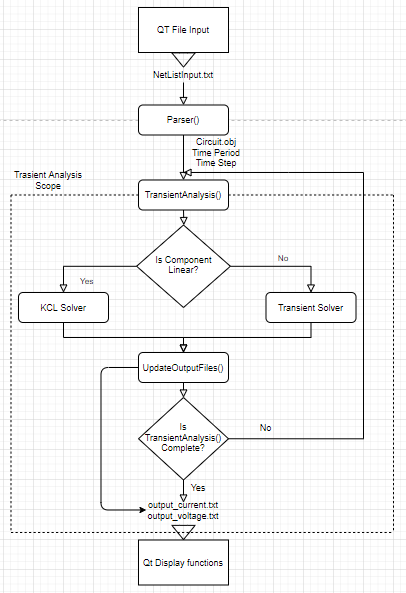 QT File Input
NetListInput.txt
Parser()
Circuit.obj
Time Period
Time Step
Trasient Analysis
Scope
TransientAnalysis()
Is Component
Linear?
Yes
No
KCL Solver
Transient Solver
UpdateOutputFiles()
Is
TransientAnalysis()
Complete?
No
Yes
output_current.txt
output_voltage.txt
Qt Display functions